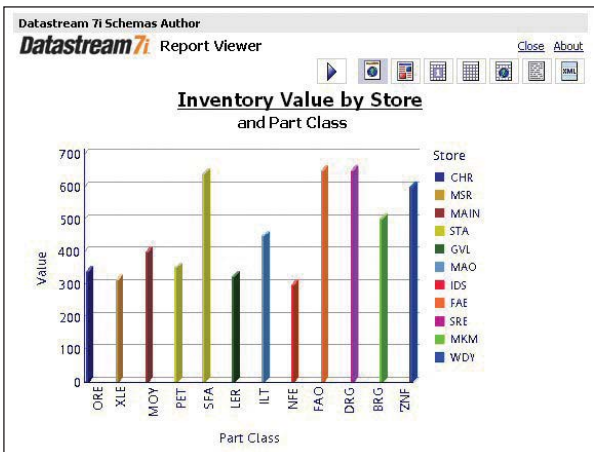 Datastream 7i Schemas Author
Datastream 7i Report Viewer
Close About
XML
Inventory Value by Store
and Part Class
700
600
500
400
300
200
100
0
Value
ORE
XLE
MOY
PET
SFA
LER
ILT
NFE
FAO
DRG
BRG
ZNF
Part Class
Store
CHR
MSR
MAIN
STA
GVL
MAO
IDS
FAE
SRE
MKM
WDY